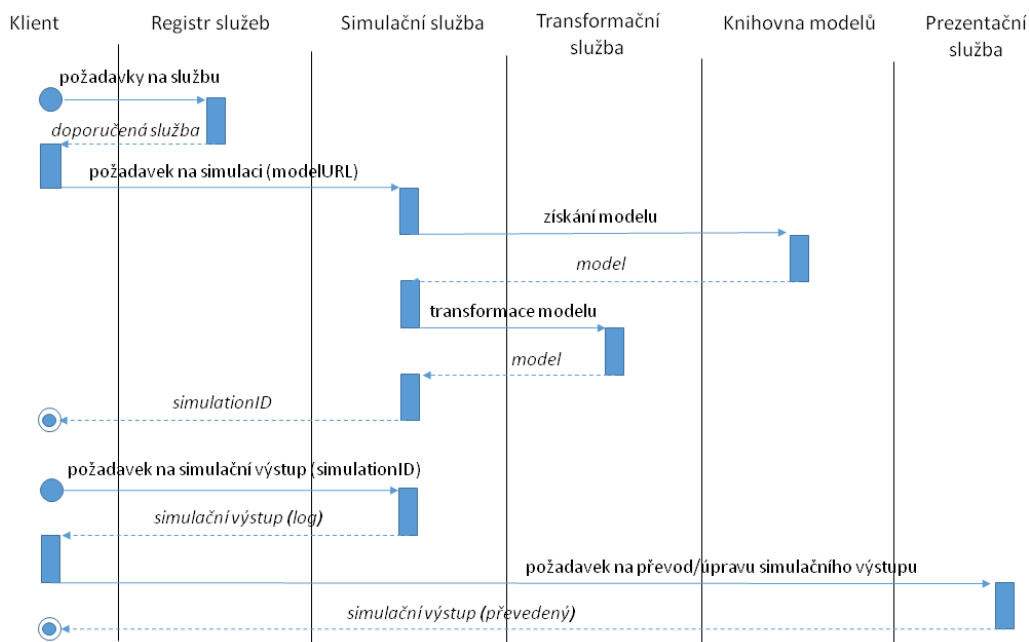 Klient
Registr služeb
Simulační služba
Transformační
služba
Knihovna modelů
Prezentační
služba
požadavky na službu
doporučená služba
požadavek na simulaci (modelURL)
získání modelu
model
transformace modelu
model
simulationID
požadavek na simulační výstup (simulationID)
simulační výstup (log)
požadavek na převod/úpravu simulačního výstupu
simulační výstup (převedený)